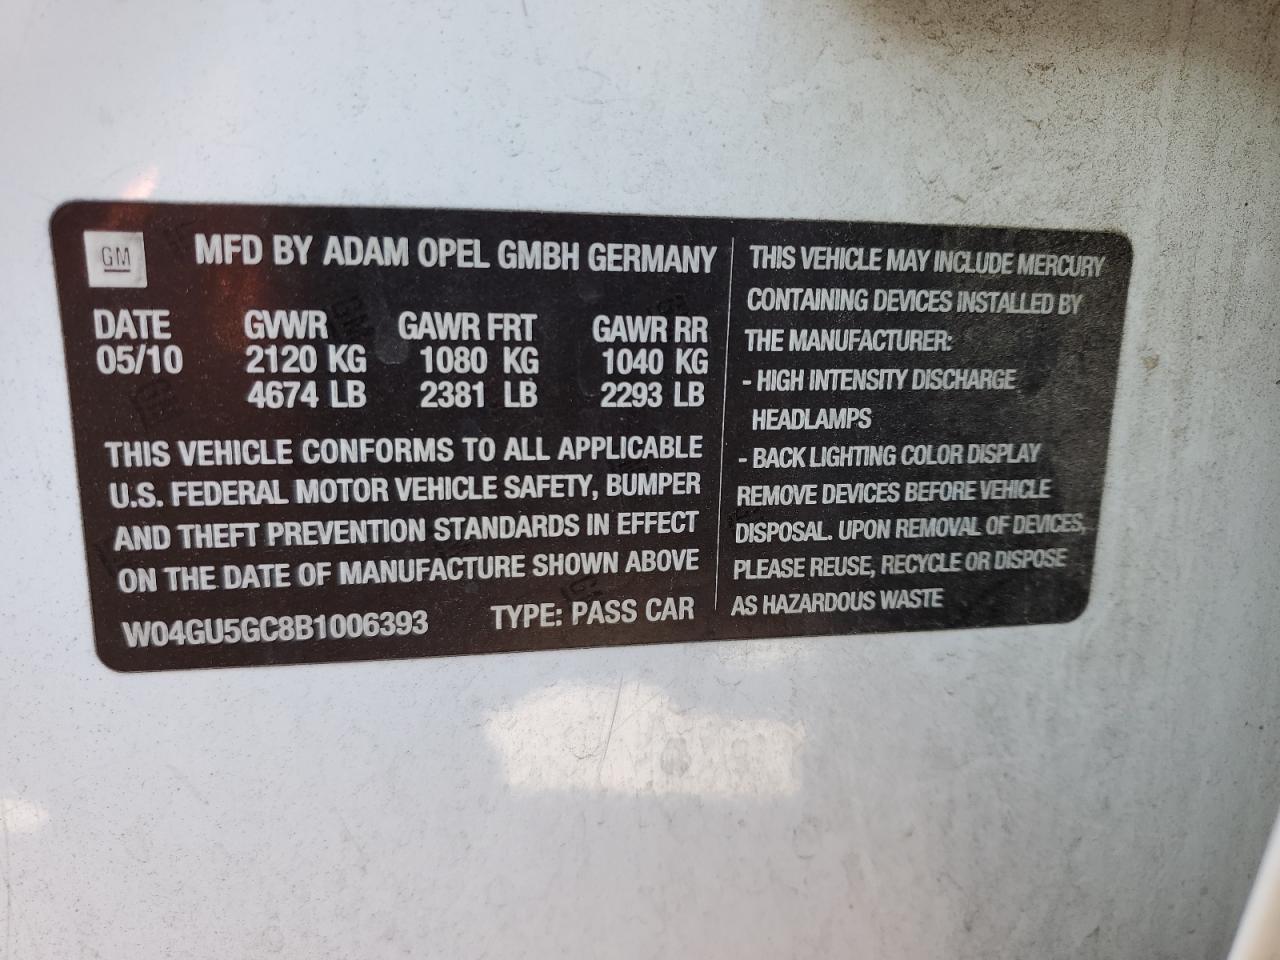 GM
MFD BY ADAM OPEL GMBH GERMANY
DATE GVWR GAWR FRT GAWR RR
05/10 2120 KG 1080 KG 1040 KG
4674 LB 2381 LB 2293 LB
THIS VEHICLE CONFORMS TO ALL APPLICABLE
U.S. FEDERAL MOTOR VEHICLE SAFETY, BUMPER
AND THEFT PREVENTION STANDARDS IN EFFECT
ON THE DATE OF MANUFACTURE SHOWN ABOVE
W04GU5GC8B1006393 TYPE: PASS CAR
THIS VEHICLE MAY INCLUDE MERCURY
CONTAINING DEVICES INSTALLED BY
THE MANUFACTURER:
- HIGH INTENSITY DISCHARGE
HEADLAMPS
- BACK LIGHTING COLOR DISPLAY
REMOVE DEVICES BEFORE VEHICLE
DISPOSAL. UPON REMOVAL OF DEVICES,
PLEASE REUSE, RECYCLE OR DISPOSE
AS HAZARDOUS WASTE